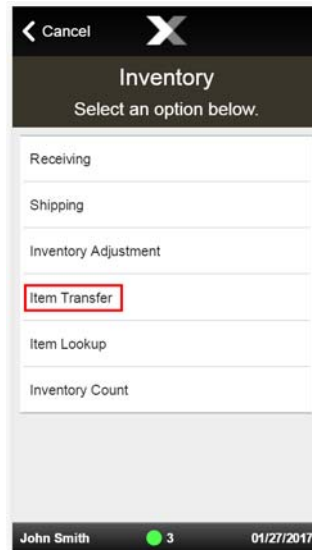 Cancel
Inventory
Select an option below.
Receiving
Shipping
Inventory Adjustment
Item Transfer
Item Lookup
Inventory Count
John Smith 3 01/27/2017